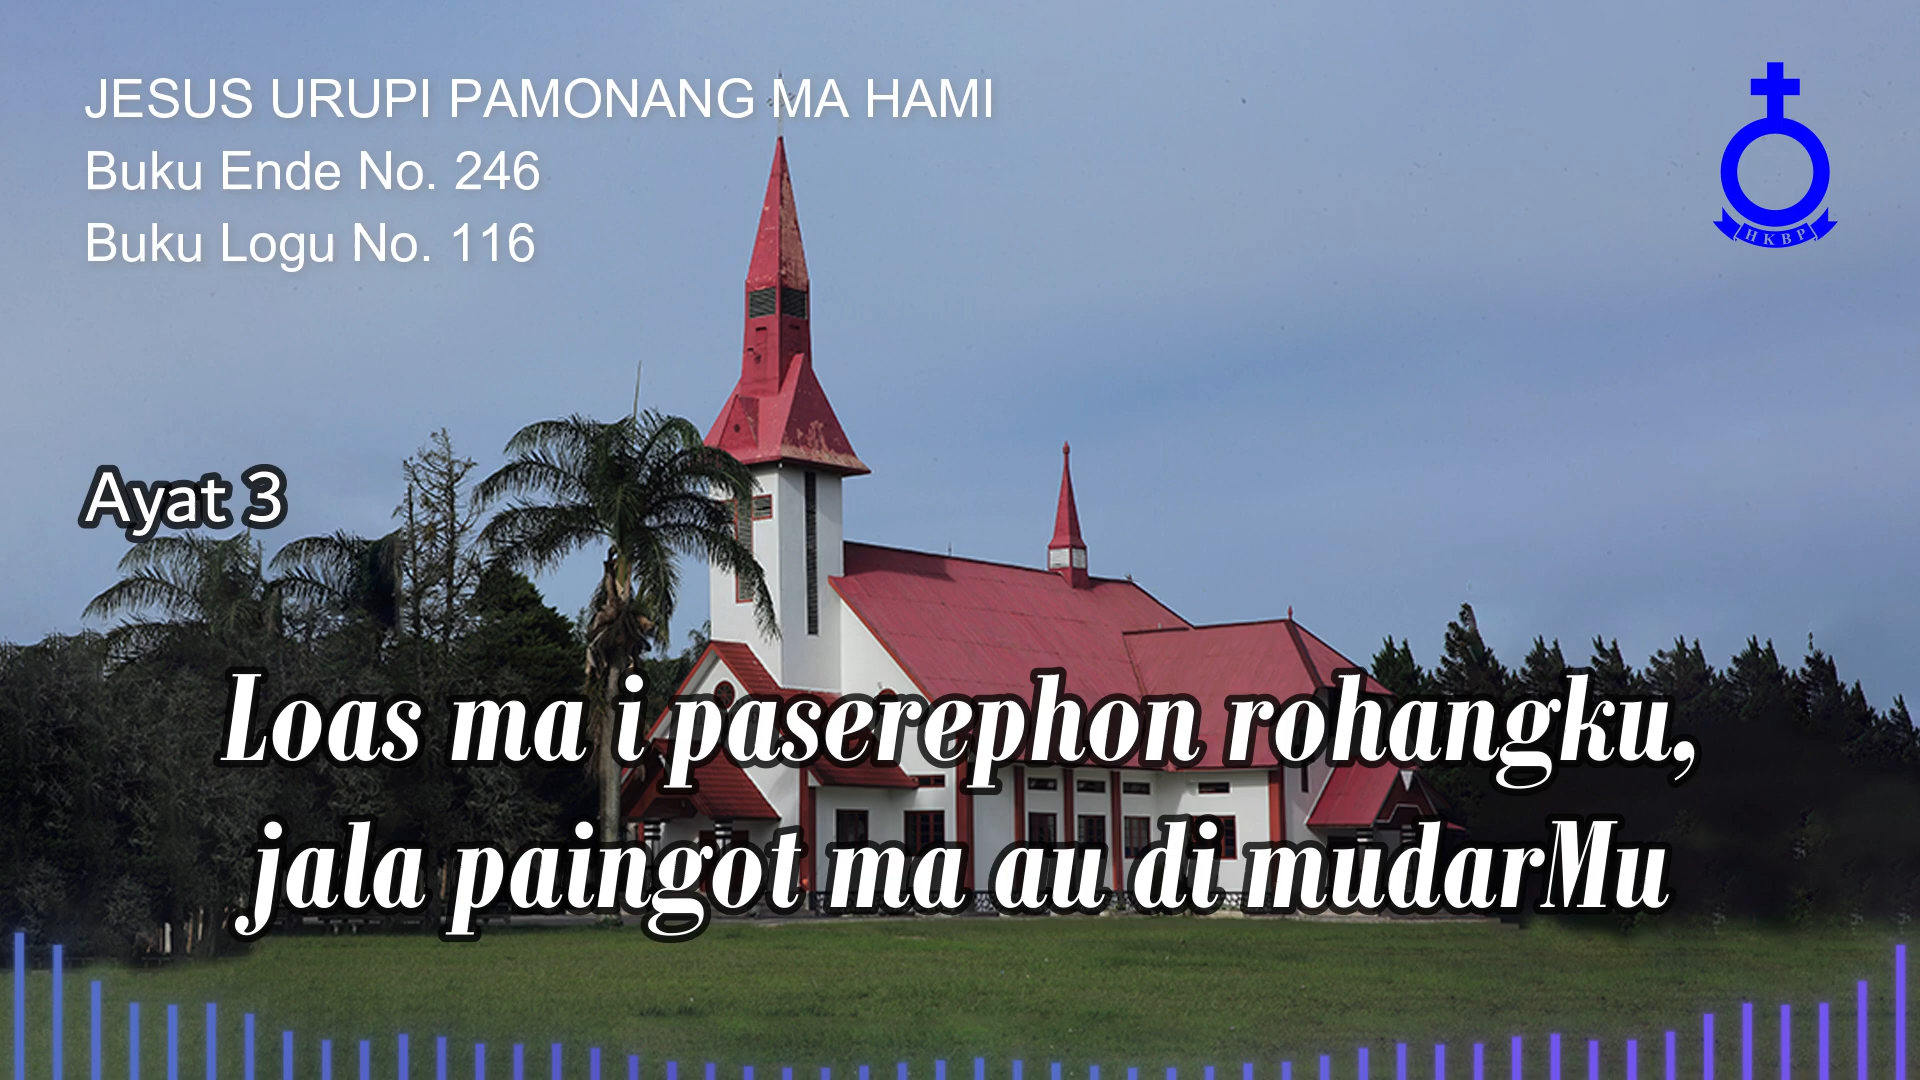 JESUS URUPI PAMONANG MA HAMI
Buku Ende No. 246
Buku Logu No. 116
HKBP
Ayat 3
Loas ma i paserephon rohangku,
jala paingot ma au di mudarMu